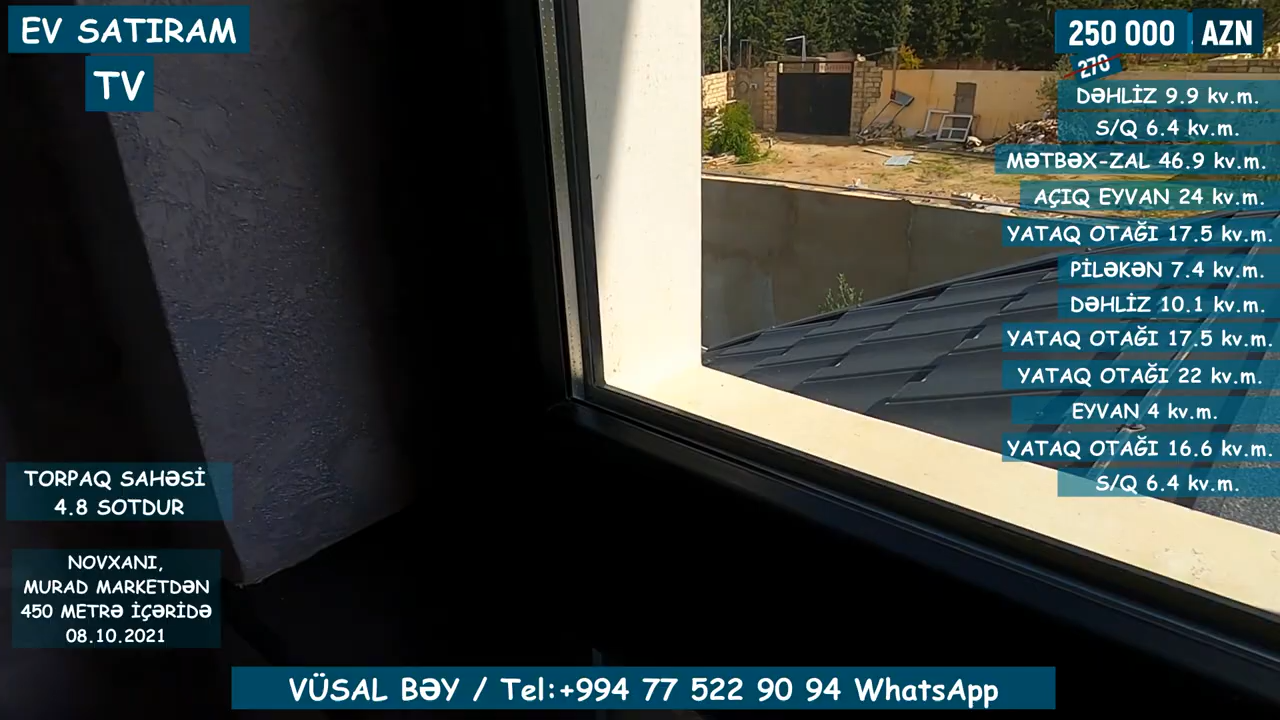 EV SATIRAM
TV
250 000 AZN
270
DƏHLİZ 9.9 kv.m.
S/Q 6.4 kv.m.
MƏTBƏX-ZAL 46.9 kv.m.
AÇIQ EYVAN 24 kv.m.
YATAQ OTAĞI 17.5 kv.m.
PİLƏKƏN 7.4 kv.m.
DƏHLİZ 10.1 kv.m.
YATAQ OTAĞI 17.5 kv.m.
YATAQ OTAĞI 22 kv.m.
EYVAN 4 kv.m.
YATAQ OTAĞI 16.6 kv.m.
S/Q 6.4 kv.m.
TORPAQ SAHƏSİ
4.8 SOTDUR
NOVXANI,
MURAD MARKETDƏN
450 METRƏ İÇƏRİDƏ
08.10.2021
VÜSAL BƏY / Tel:+994 77 522 90 94 WhatsApp